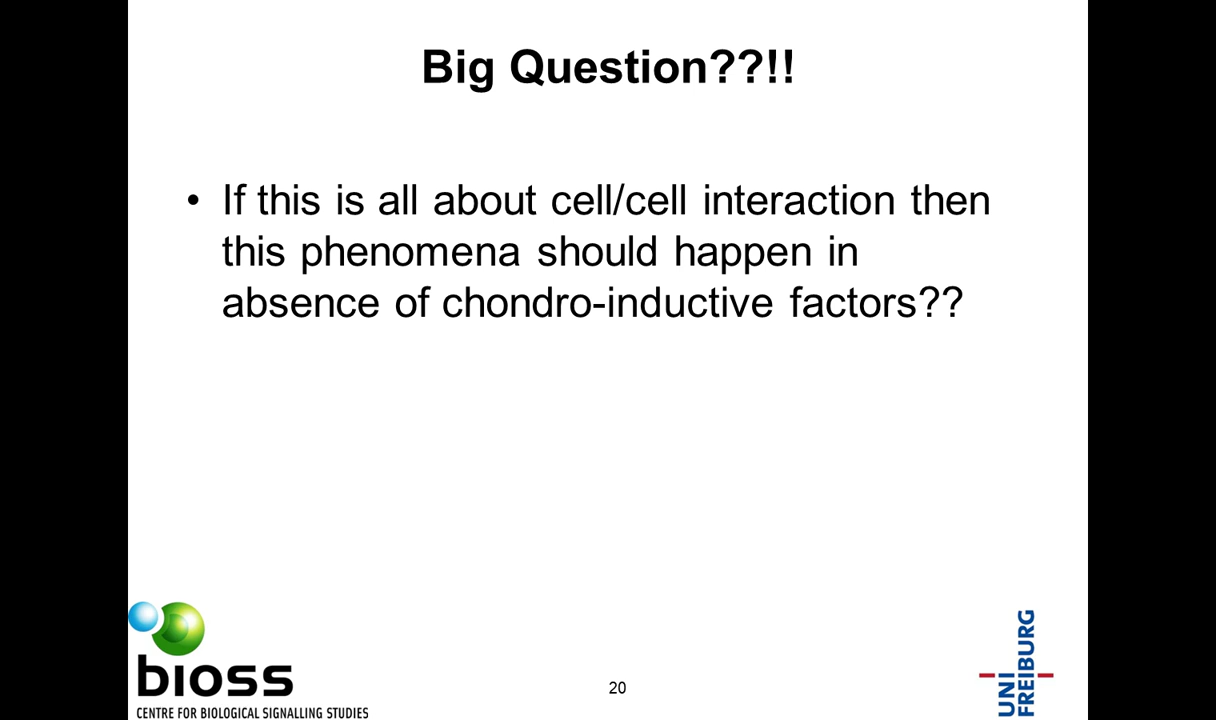 Big Question??!!
• If this is all about cell/cell interaction then
this phenomena should happen in
absence of chondro-inductive factors??
bioss
CENTRE FOR BIOLOGICAL SIGNALLING STUDIES
20
UNI
FREIBURG